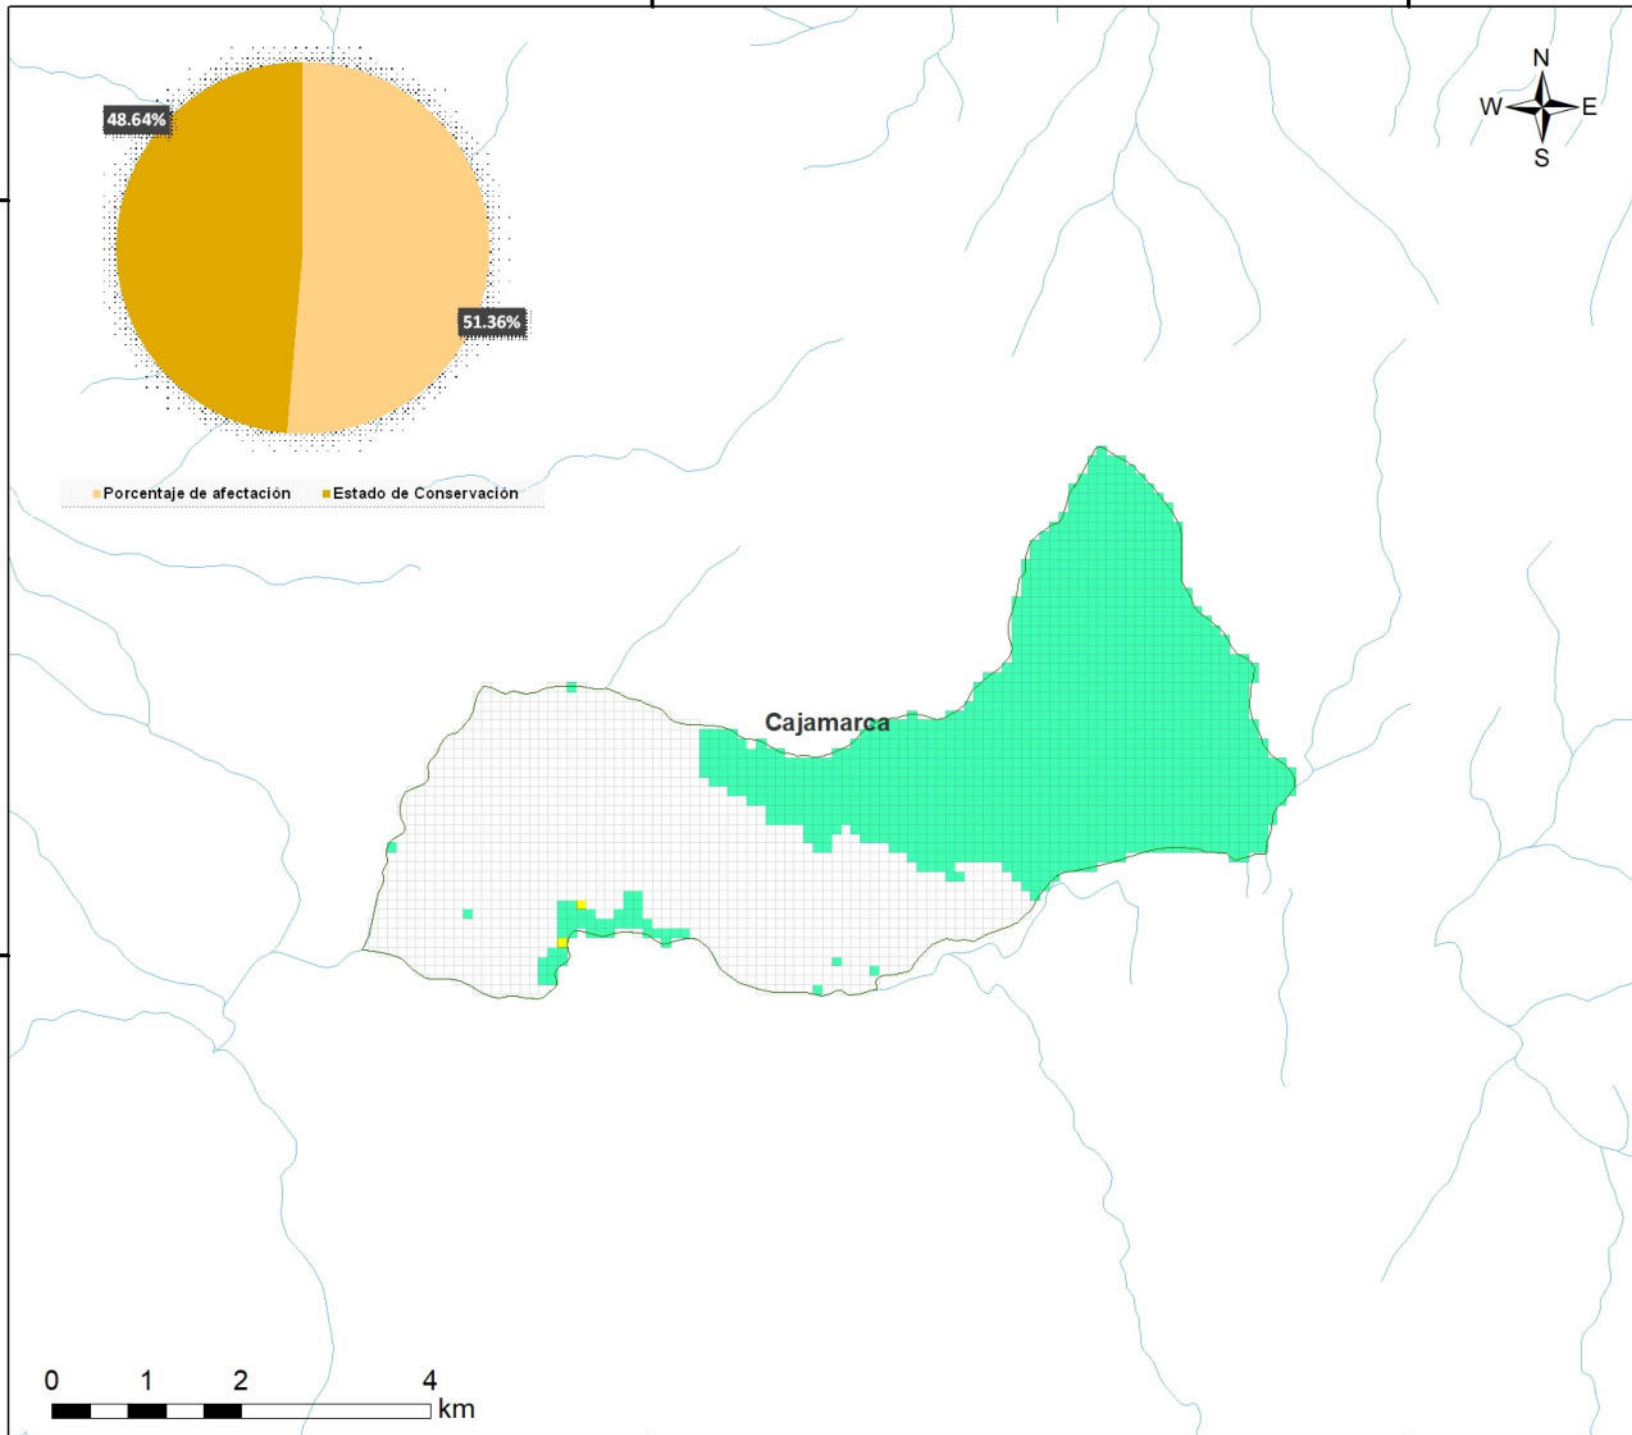 N
W E
S
48.64%
51.36%
Porcentaje de afectación Estado de Conservación
Cajamarca
0 1 2 4
km